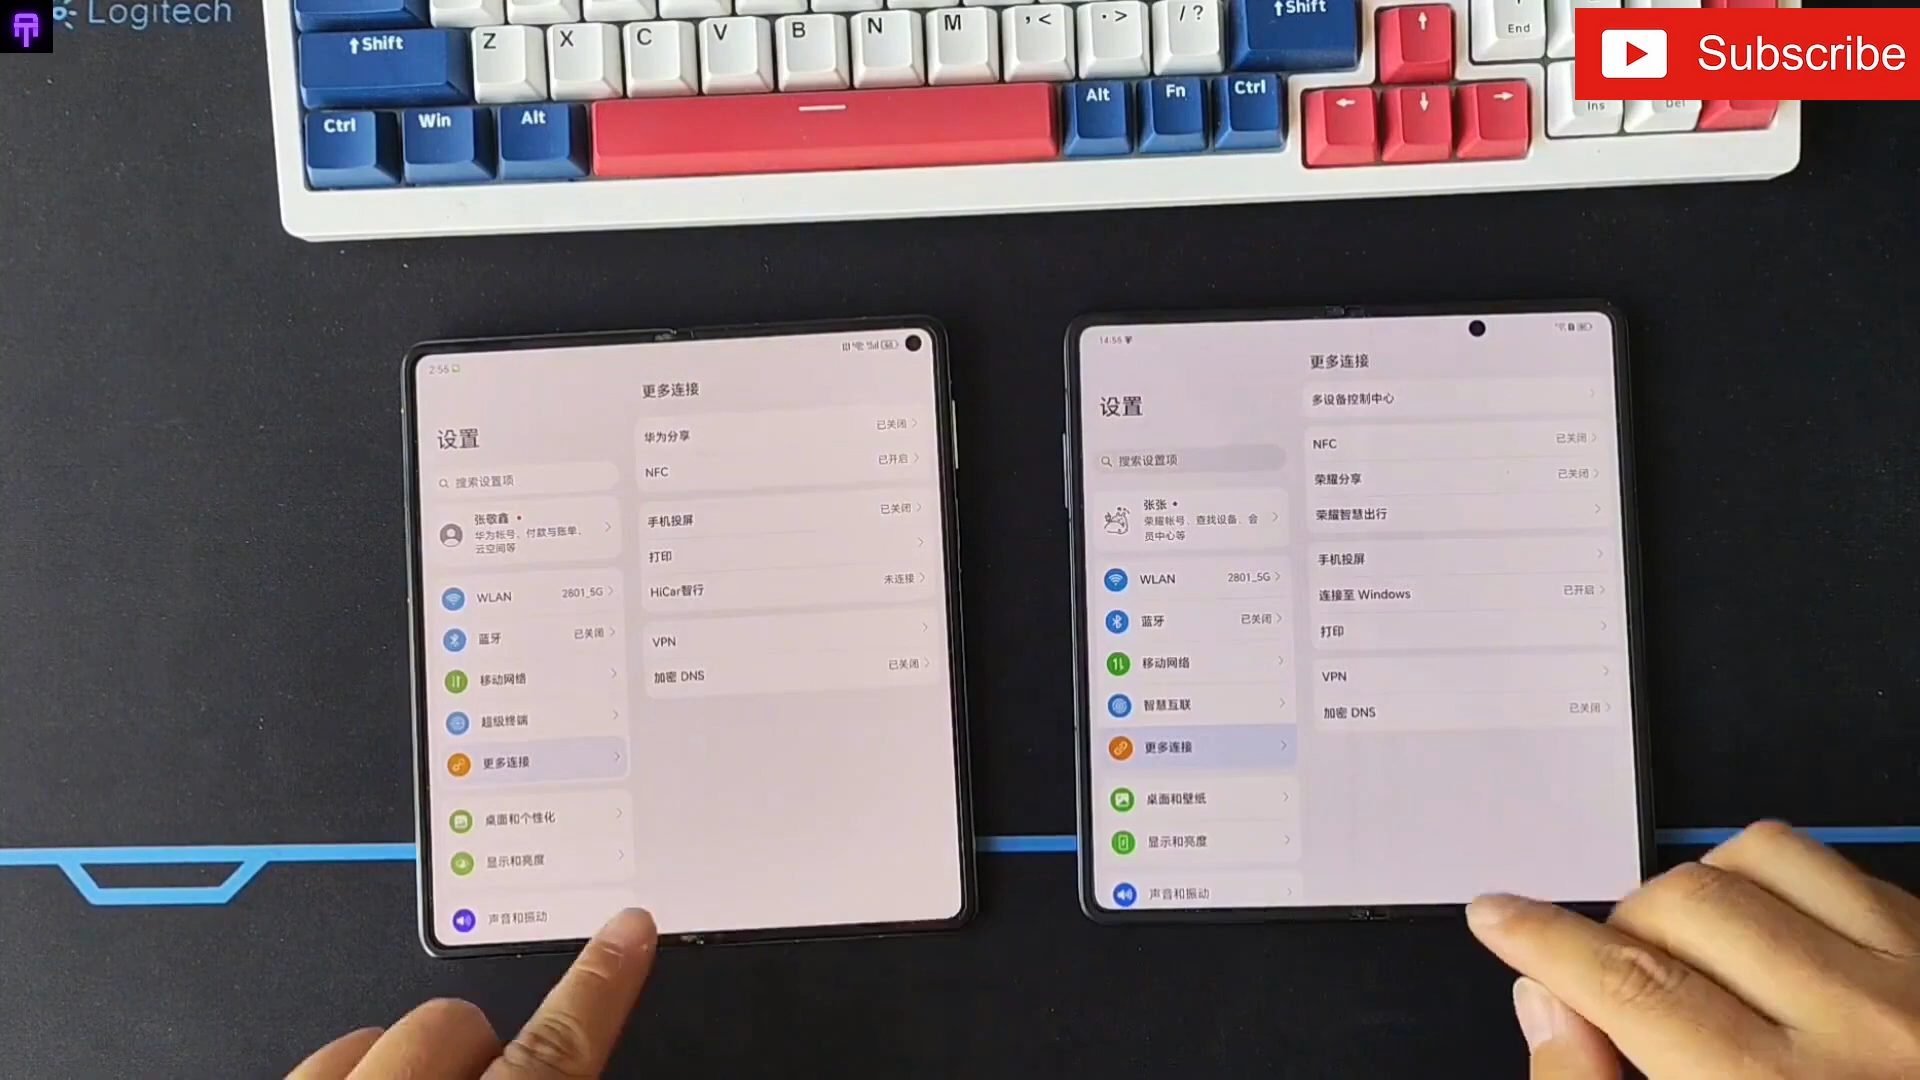 Logitech
Shift
Z
X
C
V
B
N
M
, <
. >
/ ?
Shift
End
Ctrl
Win
Alt
Alt
Fn
Ctrl
Ins
Del
Subscribe
2:56
更多连接
设置
搜索设置项
张敬鑫
华为帐号、付款与账单、
云空间等
WLAN 2801_5G
蓝牙 已关闭
移动网络
超级终端
更多连接
桌面和个性化
显示和亮度
声音和振动
华为分享 已关闭
NFC 已开启
手机投屏 已关闭
打印
HiCar智行 未连接
VPN
加密 DNS 已关闭
14:56
更多连接
设置
搜索设置项
张张
荣耀帐号、查找设备、会
员中心等
WLAN 2801_5G
蓝牙 已关闭
移动网络
智慧互联
更多连接
桌面和壁纸
显示和亮度
声音和振动
多设备控制中心
NFC 已关闭
荣耀分享 已关闭
荣耀智慧出行
手机投屏
连接至 Windows 已开启
打印
VPN
加密 DNS 已关闭